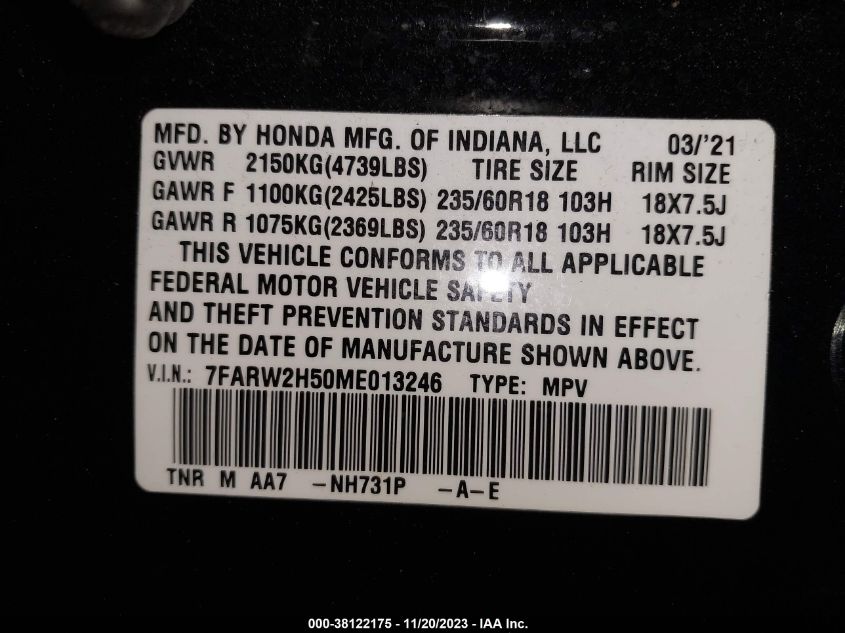 MFD. BY HONDA MFG. OF INDIANA, LLC 03/'21
GVWR 2150KG(4739LBS) TIRE SIZE RIM SIZE
GAWR F 1100KG(2425LBS) 235/60R18 103H 18X7.5J
GAWR R 1075KG(2369LBS) 235/60R18 103H 18X7.5J
THIS VEHICLE CONFORMS TO ALL APPLICABLE
FEDERAL MOTOR VEHICLE SAFETY
AND THEFT PREVENTION STANDARDS IN EFFECT
ON THE DATE OF MANUFACTURE SHOWN ABOVE.
V.I.N.: 7FARW2H50ME013246 TYPE: MPV
TNR M AA7 -NH731P -A-E
000-38122175 - 11/20/2023 - IAA Inc.